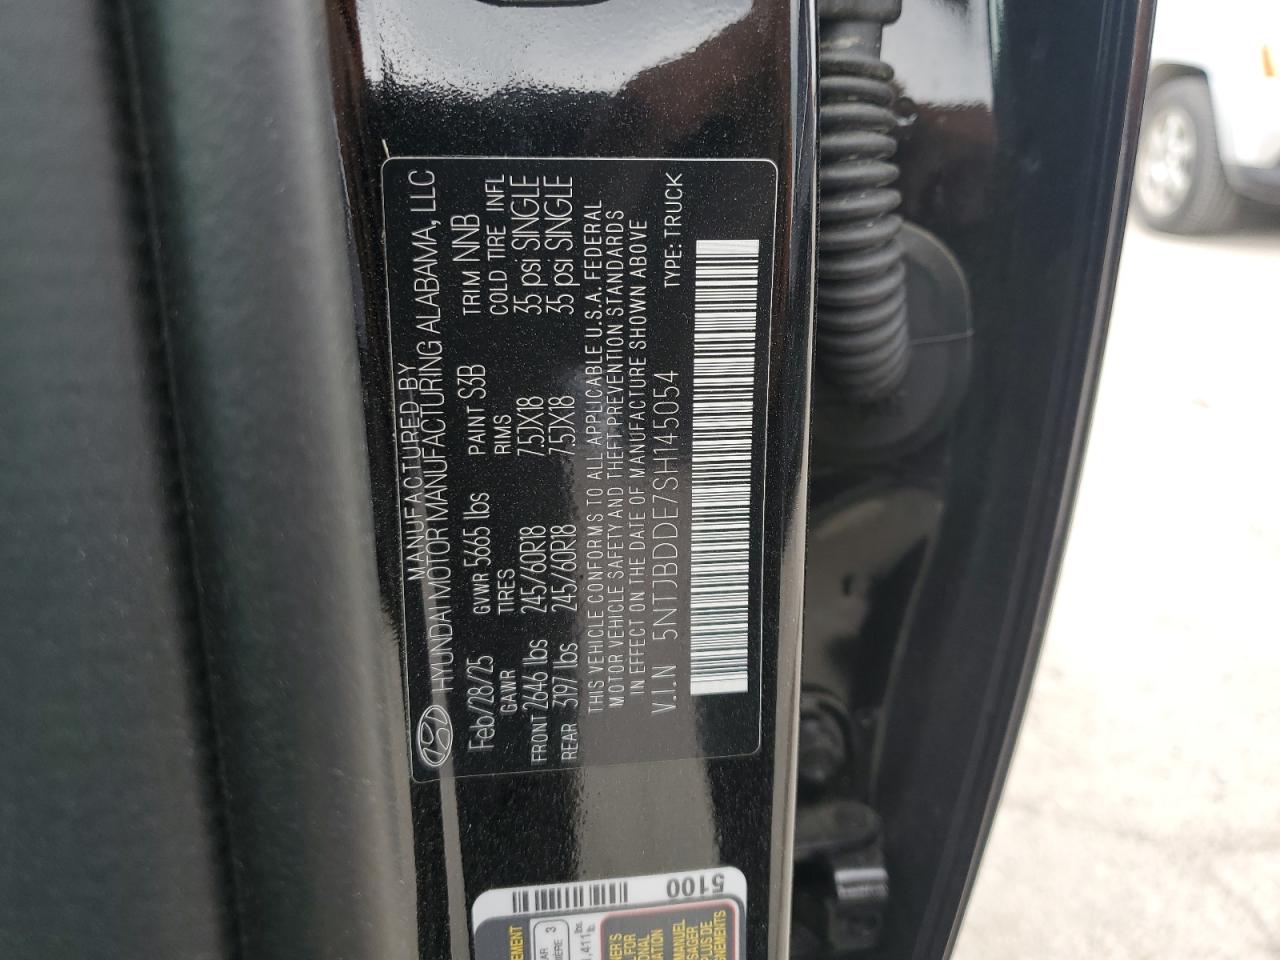 MANUFACTURED BY
HYUNDAI MOTOR MANUFACTURING ALABAMA, LLC
Feb/28/25 GVWR 5665 lbs PAINT S3B TRIM NNB
GAWR TIRES RIMS COLD TIRE INFL
FRONT 2646 lbs 245/60R18 7.5JX18 35 psi SINGLE
REAR 3197 lbs 245/60R18 7.5JX18 35 psi SINGLE
THIS VEHICLE CONFORMS TO ALL APPLICABLE U.S.A. FEDERAL
MOTOR VEHICLE SAFETY AND THEFT PREVENTION STANDARDS
IN EFFECT ON THE DATE OF MANUFACTURE SHOWN ABOVE
V.I.N 5NTJBDDE7SH145054 TYPE: TRUCK
5100